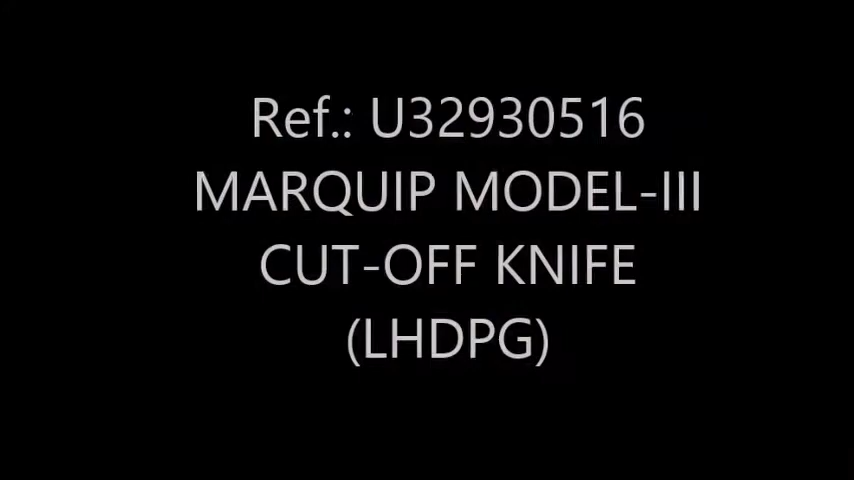 Ref.: U32930516
MARQUIP MODEL-III
CUT-OFF KNIFE
(LHDPG)